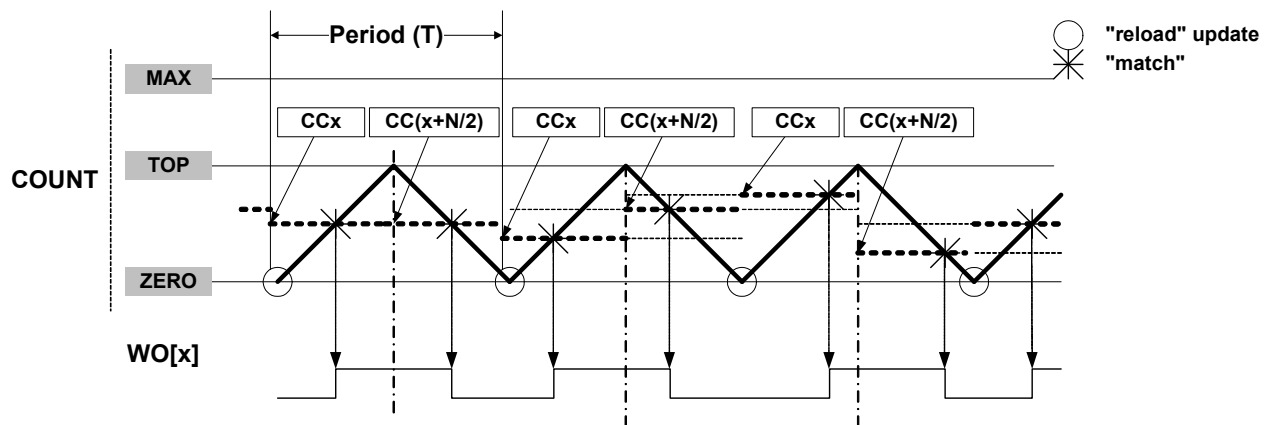 Period (T)
"reload" update
"match"
MAX
CCx
CC(x+N/2)
CCx
CC(x+N/2)
CCx
CC(x+N/2)
TOP
COUNT
ZERO
WO[x]